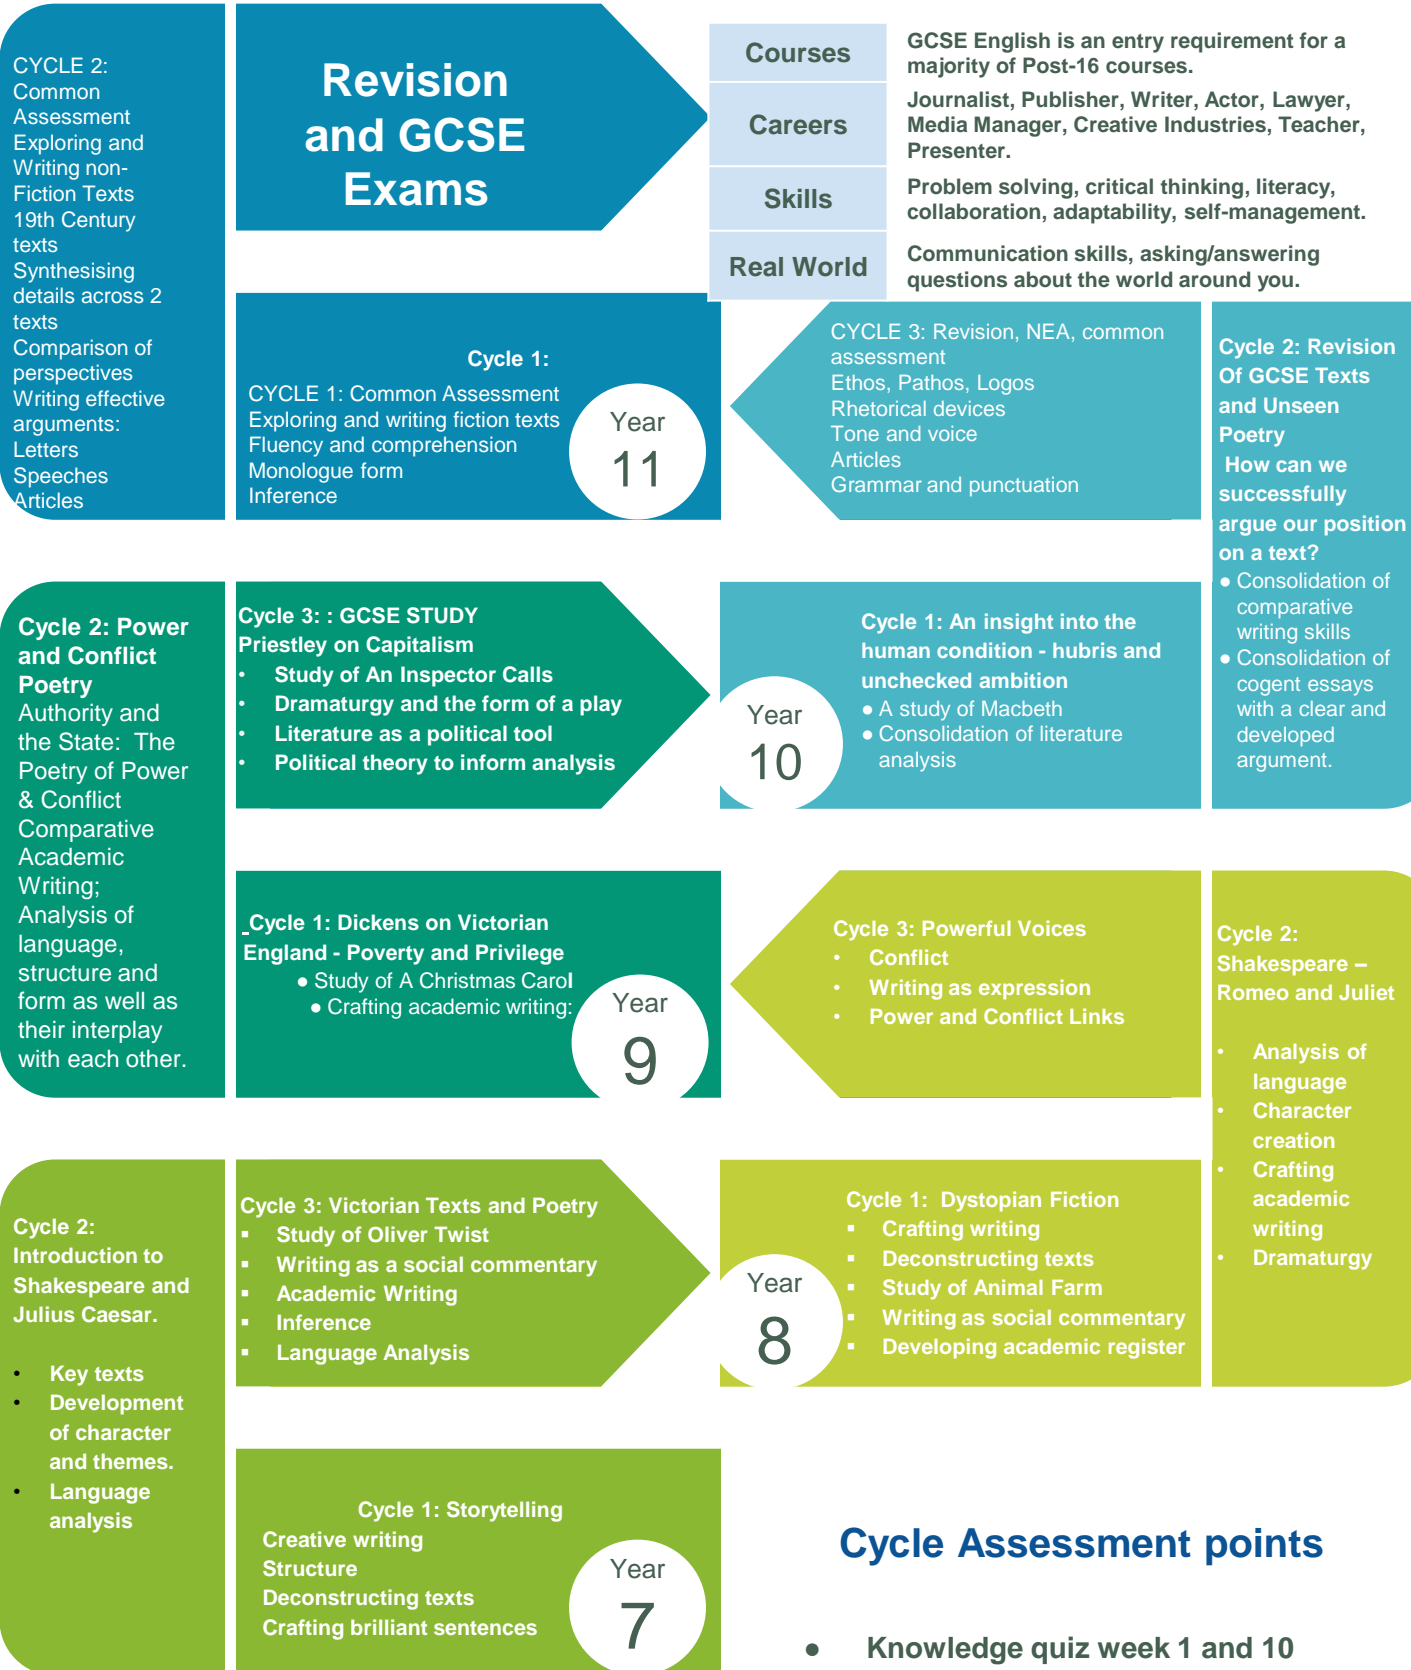 CYCLE 2:
Common
Assessment
Exploring and
Writing non-
Fiction Texts
19th Century
texts
Synthesising
details across 2
texts
Comparison of
perspectives
Writing effective
arguments:
Letters
Speeches
Articles
Revision
and GCSE
Exams
Courses
GCSE English is an entry requirement for a
majority of Post-16 courses.
Careers
Journalist, Publisher, Writer, Actor, Lawyer,
Media Manager, Creative Industries, Teacher,
Presenter.
Skills
Problem solving, critical thinking, literacy,
collaboration, adaptability, self-management.
Real World
Communication skills, asking/answering
questions about the world around you.
Cycle 1:
CYCLE 1: Common Assessment
Exploring and writing fiction texts
Fluency and comprehension
Monologue form
Inference
Year
11
CYCLE 3: Revision, NEA, common
assessment
Ethos, Pathos, Logos
Rhetorical devices
Tone and voice
Articles
Grammar and punctuation
Cycle 2: Revision
Of GCSE Texts
and Unseen
Poetry
How can we
successfully
argue our position
on a text?
● Consolidation of
comparative
writing skills
● Consolidation of
cogent essays
with a clear and
developed
argument.
Cycle 2: Power
and Conflict
Poetry
Authority and
the State: The
Poetry of Power
& Conflict
Comparative
Academic
Writing;
Analysis of
language,
structure and
form as well as
their interplay
with each other.
Cycle 3: : GCSE STUDY
Priestley on Capitalism
• Study of An Inspector Calls
• Dramaturgy and the form of a play
• Literature as a political tool
• Political theory to inform analysis
Year
10
Cycle 1: An insight into the
human condition - hubris and
unchecked ambition
● A study of Macbeth
● Consolidation of literature
analysis
Cycle 1: Dickens on Victorian
England - Poverty and Privilege
● Study of A Christmas Carol
● Crafting academic writing:
Year
9
Cycle 3: Powerful Voices
• Conflict
• Writing as expression
• Power and Conflict Links
Cycle 2:
Shakespeare –
Romeo and Juliet
• Analysis of
language
• Character
creation
• Crafting
academic
writing
• Dramaturgy
Cycle 2:
Introduction to
Shakespeare and
Julius Caesar.
• Key texts
• Development
of character
and themes.
• Language
analysis
Cycle 3: Victorian Texts and Poetry
▪ Study of Oliver Twist
▪ Writing as a social commentary
▪ Academic Writing
▪ Inference
▪ Language Analysis
Year
8
Cycle 1: Dystopian Fiction
▪ Crafting writing
▪ Deconstructing texts
▪ Study of Animal Farm
▪ Writing as social commentary
▪ Developing academic register
Cycle 1: Storytelling
Creative writing
Structure
Deconstructing texts
Crafting brilliant sentences
Year
7
Cycle Assessment points
● Knowledge quiz week 1 and 10